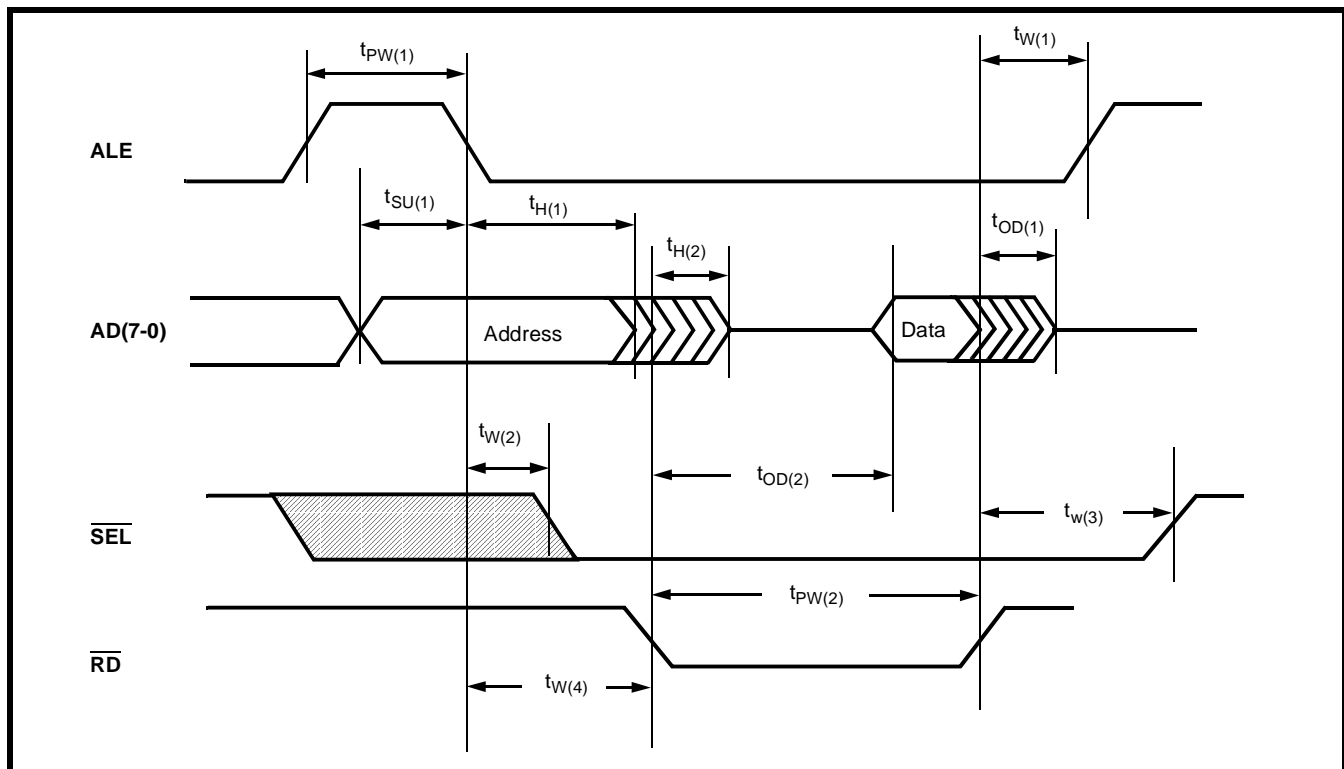 tPW(1)
tW(1)
ALE
tSU(1)
tH(1)
tH(2)
tOD(1)
AD(7-0)
Address
Data
tW(2)
tOD(2)
tw(3)
SEL
tPW(2)
RD
tW(4)